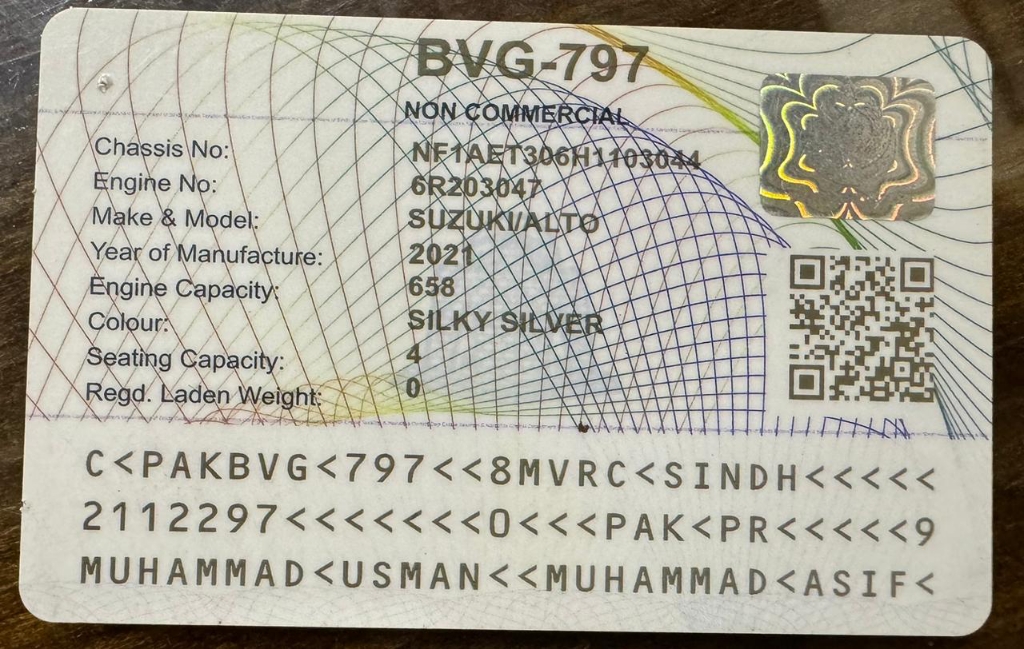 BVG-797
NON COMMERCIAL
Chassis No: NF1AET306H1103044
Engine No: 6R203047
Make & Model: SUZUKI/ALTO
Year of Manufacture: 2021
Engine Capacity: 658
Colour: SILKY SILVER
Seating Capacity: 4
Regd. Laden Weight: 0
C<PAKBVG<797<<8MVRC<SINDH<<<<<
2112297<<<<<<<0<<<PAK<PR<<<<<9
MUHAMMAD<USMAN<<MUHAMMAD<ASIF<